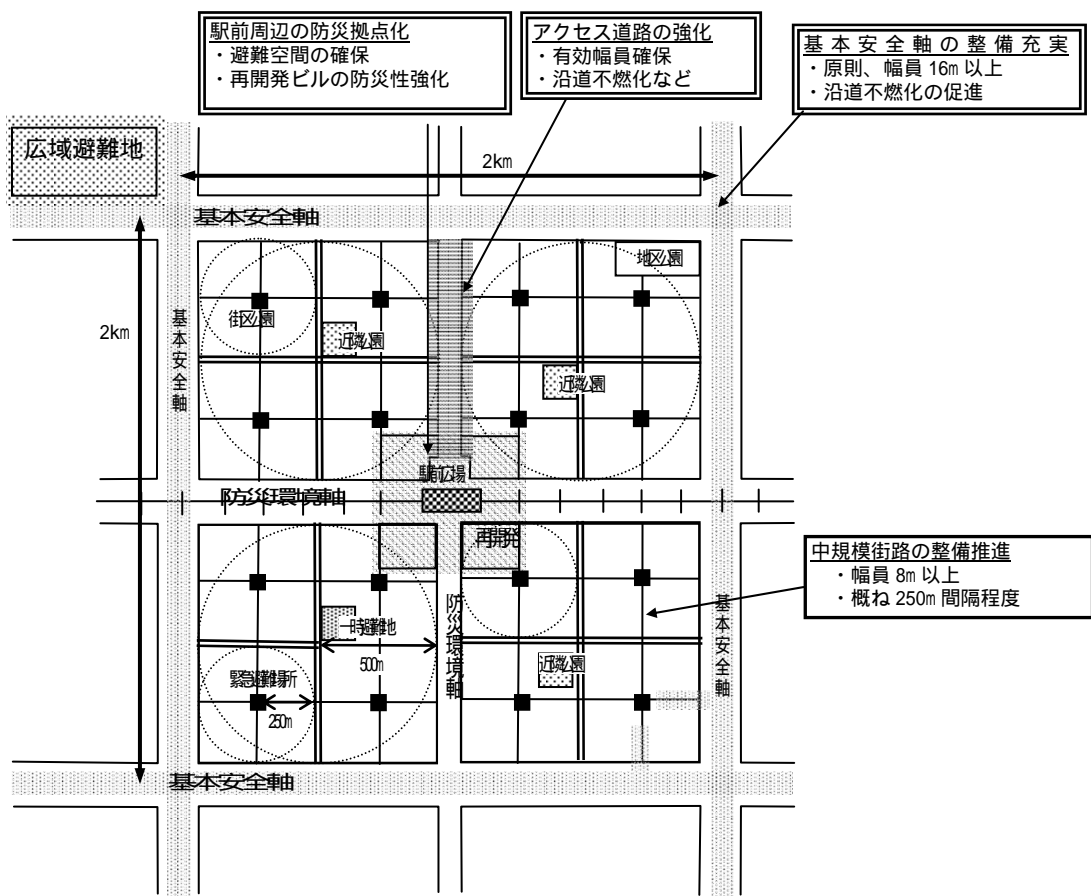 駅前周辺の防災拠点化
・避難空間の確保
・再開発ビルの防災性強化
アクセス道路の強化
・有効幅員確保
・沿道不燃化など
基本安全軸の整備充実
・原則、幅員 16m 以上
・沿道不燃化の促進
広域避難地
2km
基本安全軸
地区公園
2km
基本安全軸
街区公園
近隣公園
近隣公園
駅前広場
防災環境軸
再開発
中規模街路の整備推進
・幅員 8m 以上
・概ね 250m 間隔程度
防災環境軸
基本安全軸
一時避難地
500m
近隣公園
緊急避難場所
250m
基本安全軸